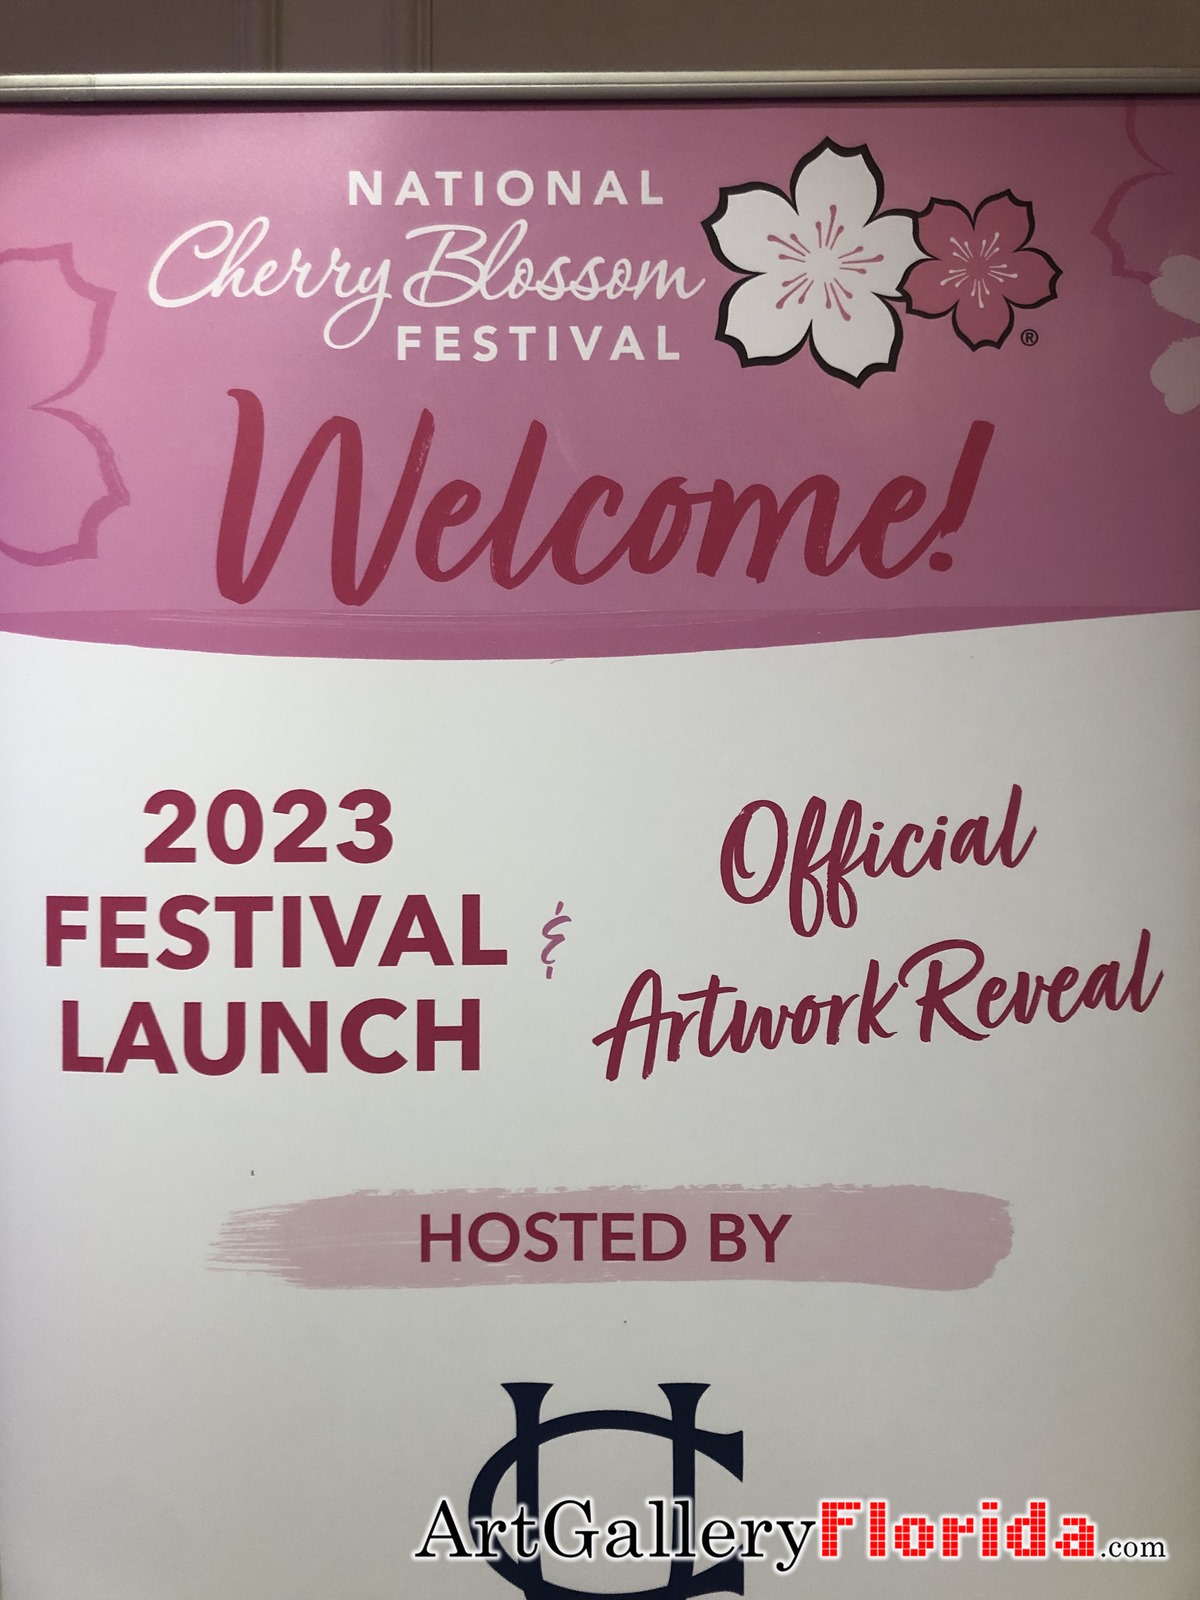 NATIONAL
Cherry Blossom
FESTIVAL
®
Welcome!
2023
FESTIVAL
LAUNCH
&
Official
Artwork Reveal
HOSTED BY
ArtGalleryFlorida.com